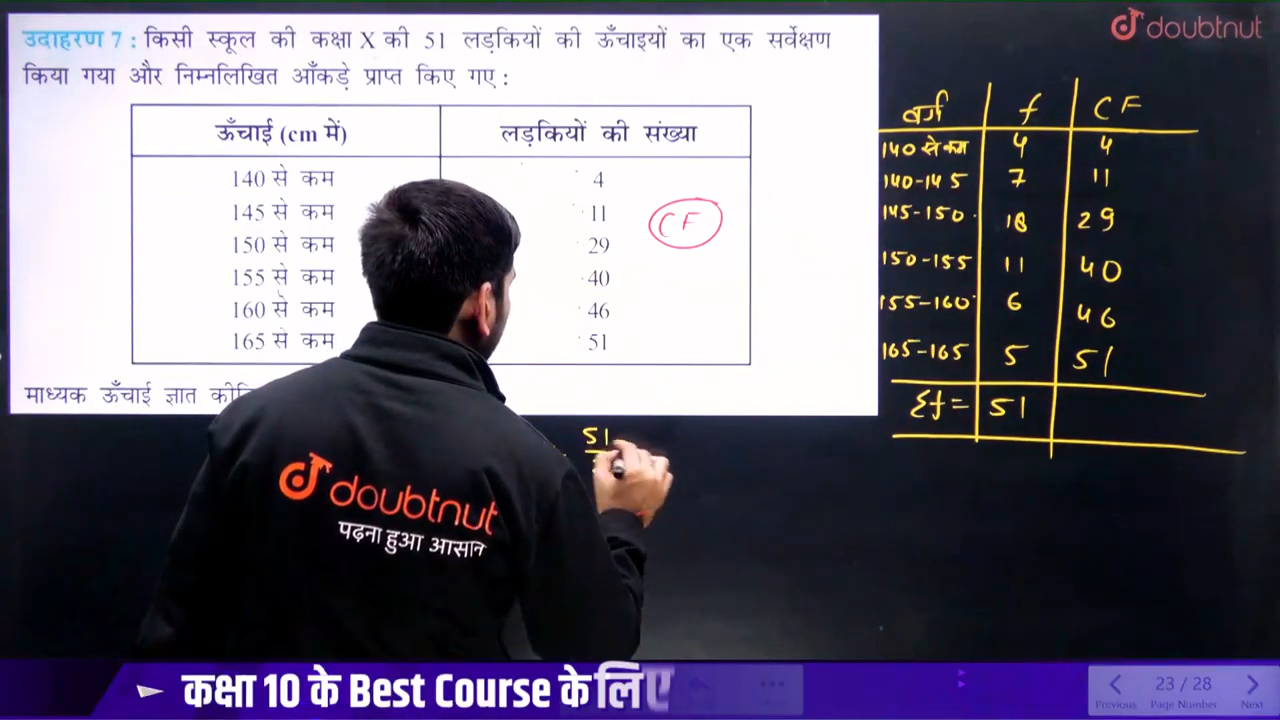 उदाहरण 7 : किसी स्कूल की कक्षा X की 51 लड़कियों की ऊँचाइयों का एक सर्वेक्षण
किया गया और निम्नलिखित आँकड़े प्राप्त किए गए :
ऊँचाई (cm में) लड़कियों की संख्या
140 से कम 4
145 से कम 11
150 से कम 29
155 से कम 40
160 से कम 46
165 से कम 51
CF
माध्यक ऊँचाई ज्ञात
51
doubtnut
वर्ग f CF
140 से कम 4 4
140-145 7 11
145-150 18 29
150-155 11 40
155-160 6 46
165-165 5 51
Σf = 51
doubtnut
पढ़ना हुआ आसान
कक्षा 10 के Best Course के लिए
23 / 28
Previous Page Number Next